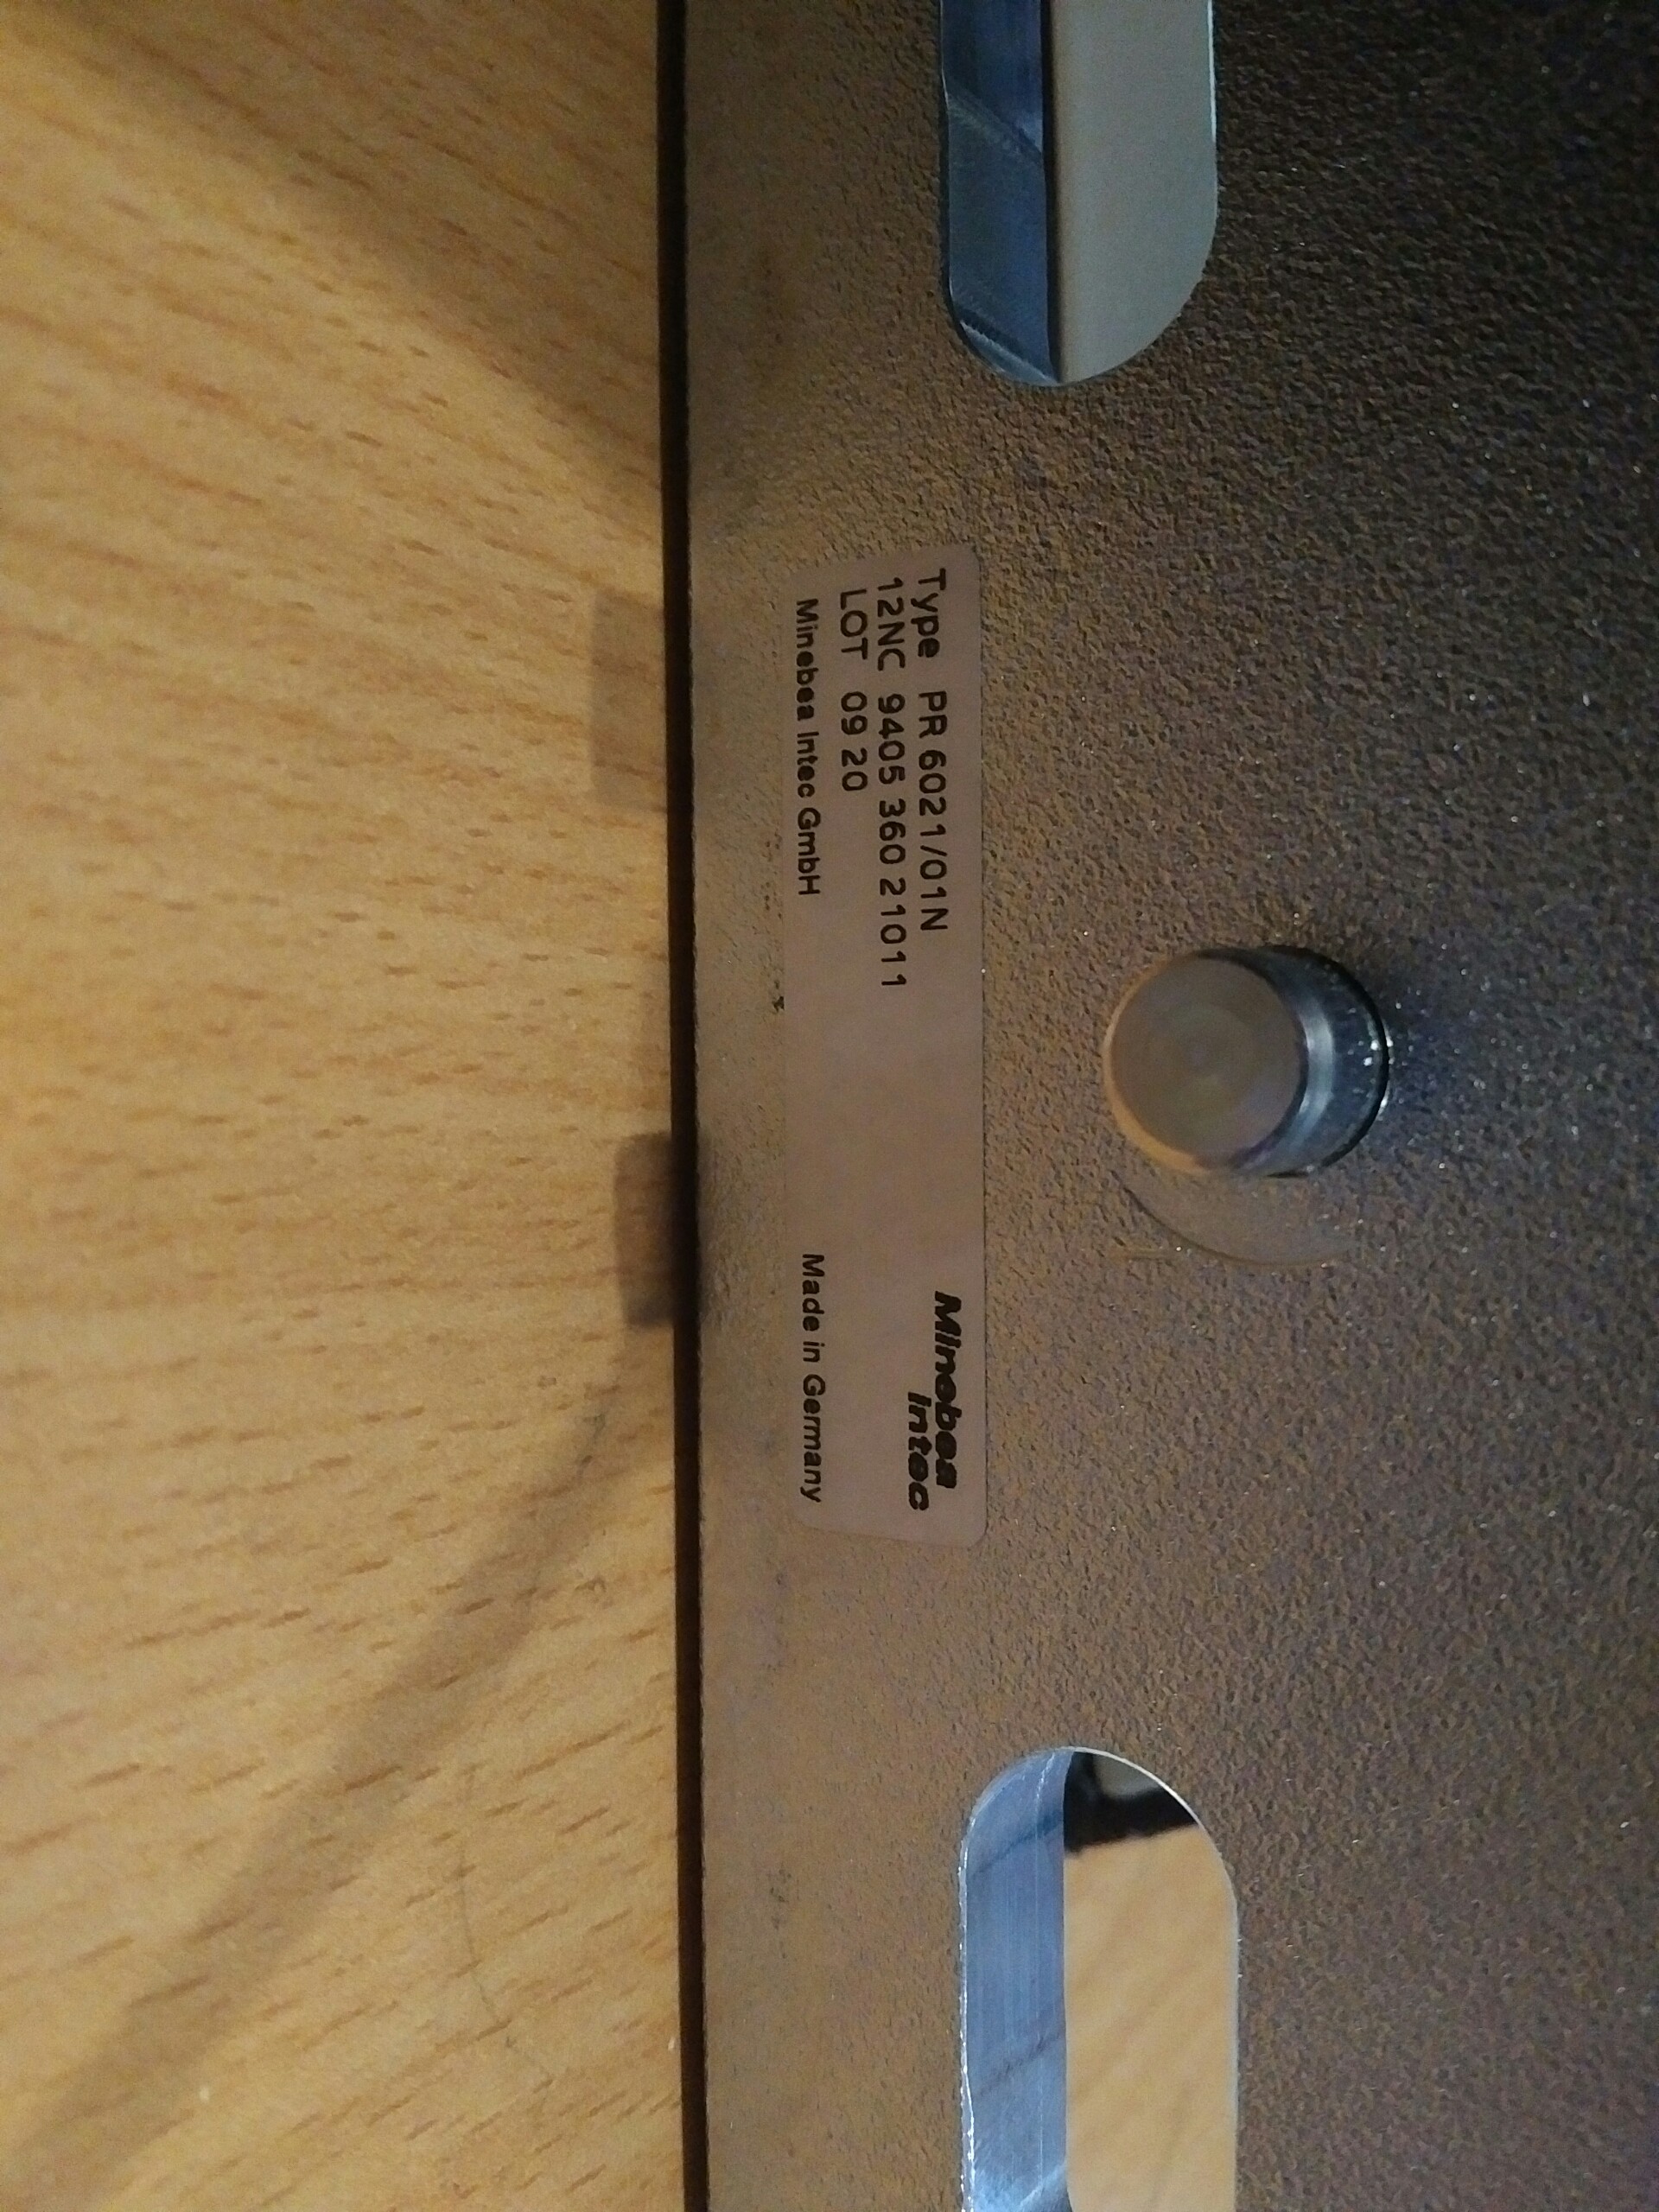 Type PR 6021/01N
12NC 9405 360 21011
LOT 09 20
Minebea Intec GmbH
Minebea
Intec
Made in Germany